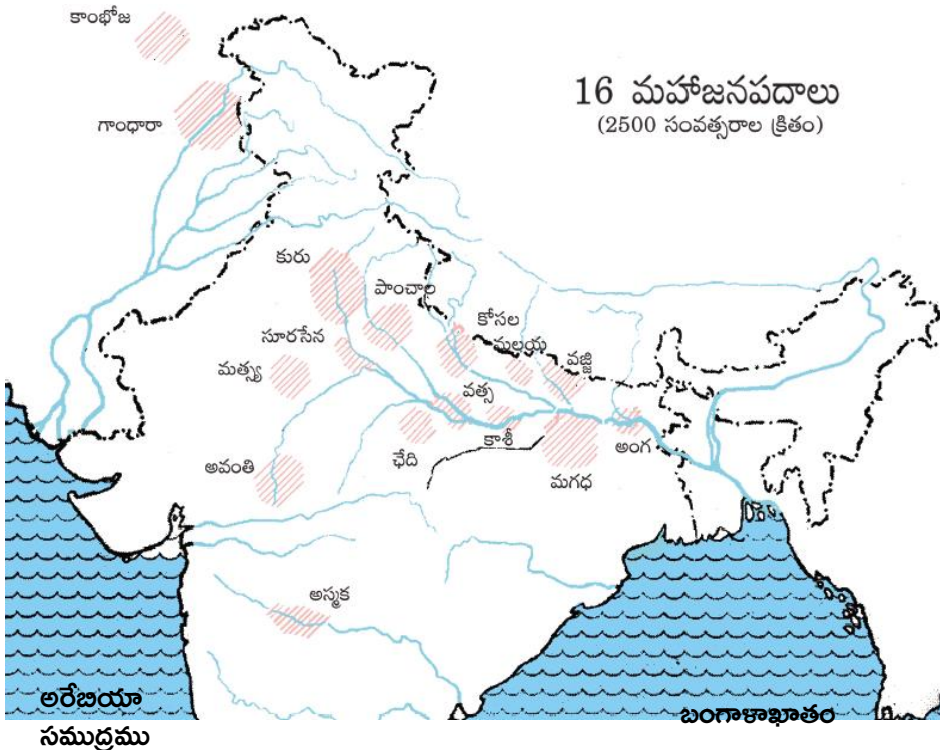 కాంభోజ
16 మహాజనపదాలు
(2500 సంవత్సరాల క్రితం)
గాంధారా
కురు
పాంచాల
కోసల
సూరసేన
మల్లయ
వజ్జి
మత్స్య
వత్స
కాశీ
అంగ
ఛేది
అవంతి
మగధ
అస్మక
అరేబియా
సముద్రము
బంగాళాఖాతం